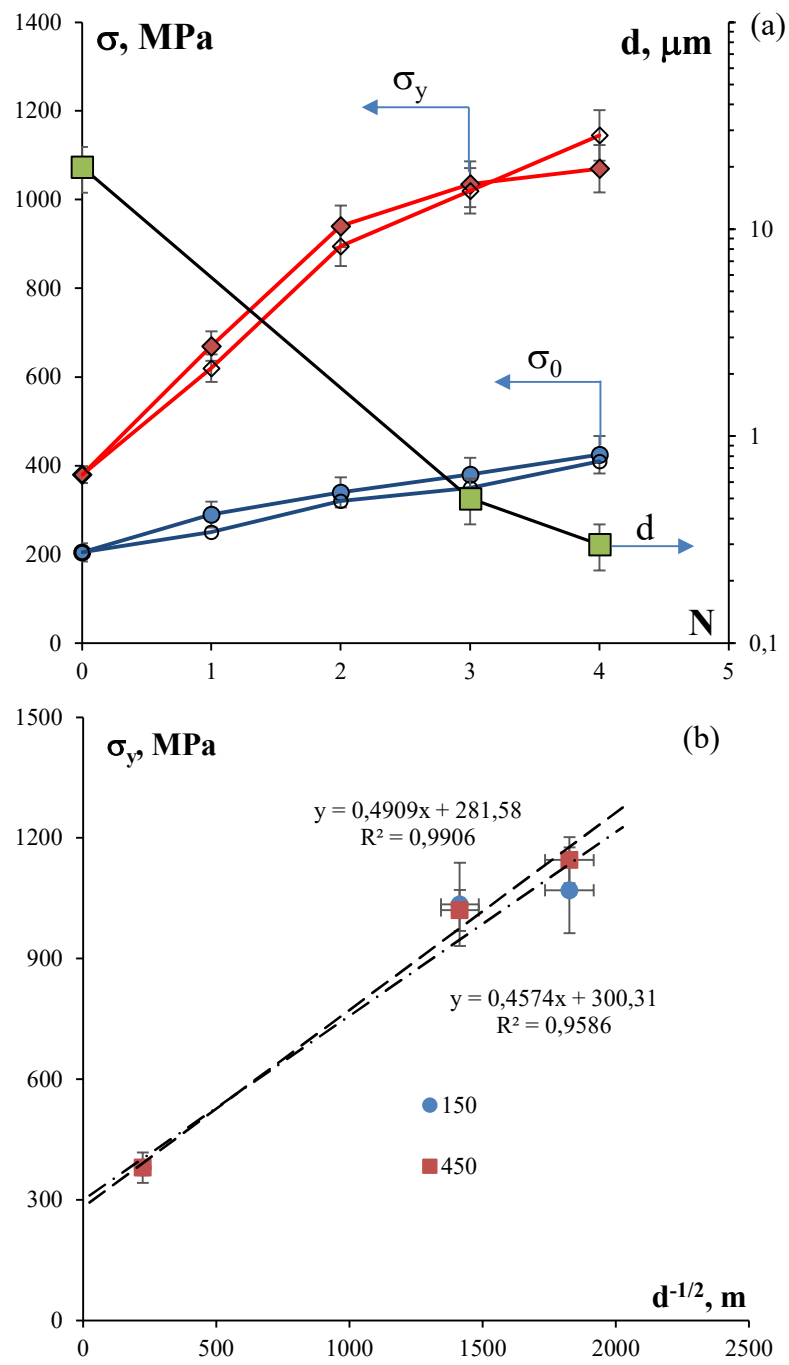 σ, MPa
d, μm
(a)
1400
1200
1000
800
600
400
200
0
10
1
0,1
σy
σ0
d
N
0
1
2
3
4
5
(b)
σy, MPa
1500
1200
900
600
300
0
y = 0,4909x + 281,58
R² = 0,9906
y = 0,4574x + 300,31
R² = 0,9586
150
450
d-1/2, m
0
500
1000
1500
2000
2500